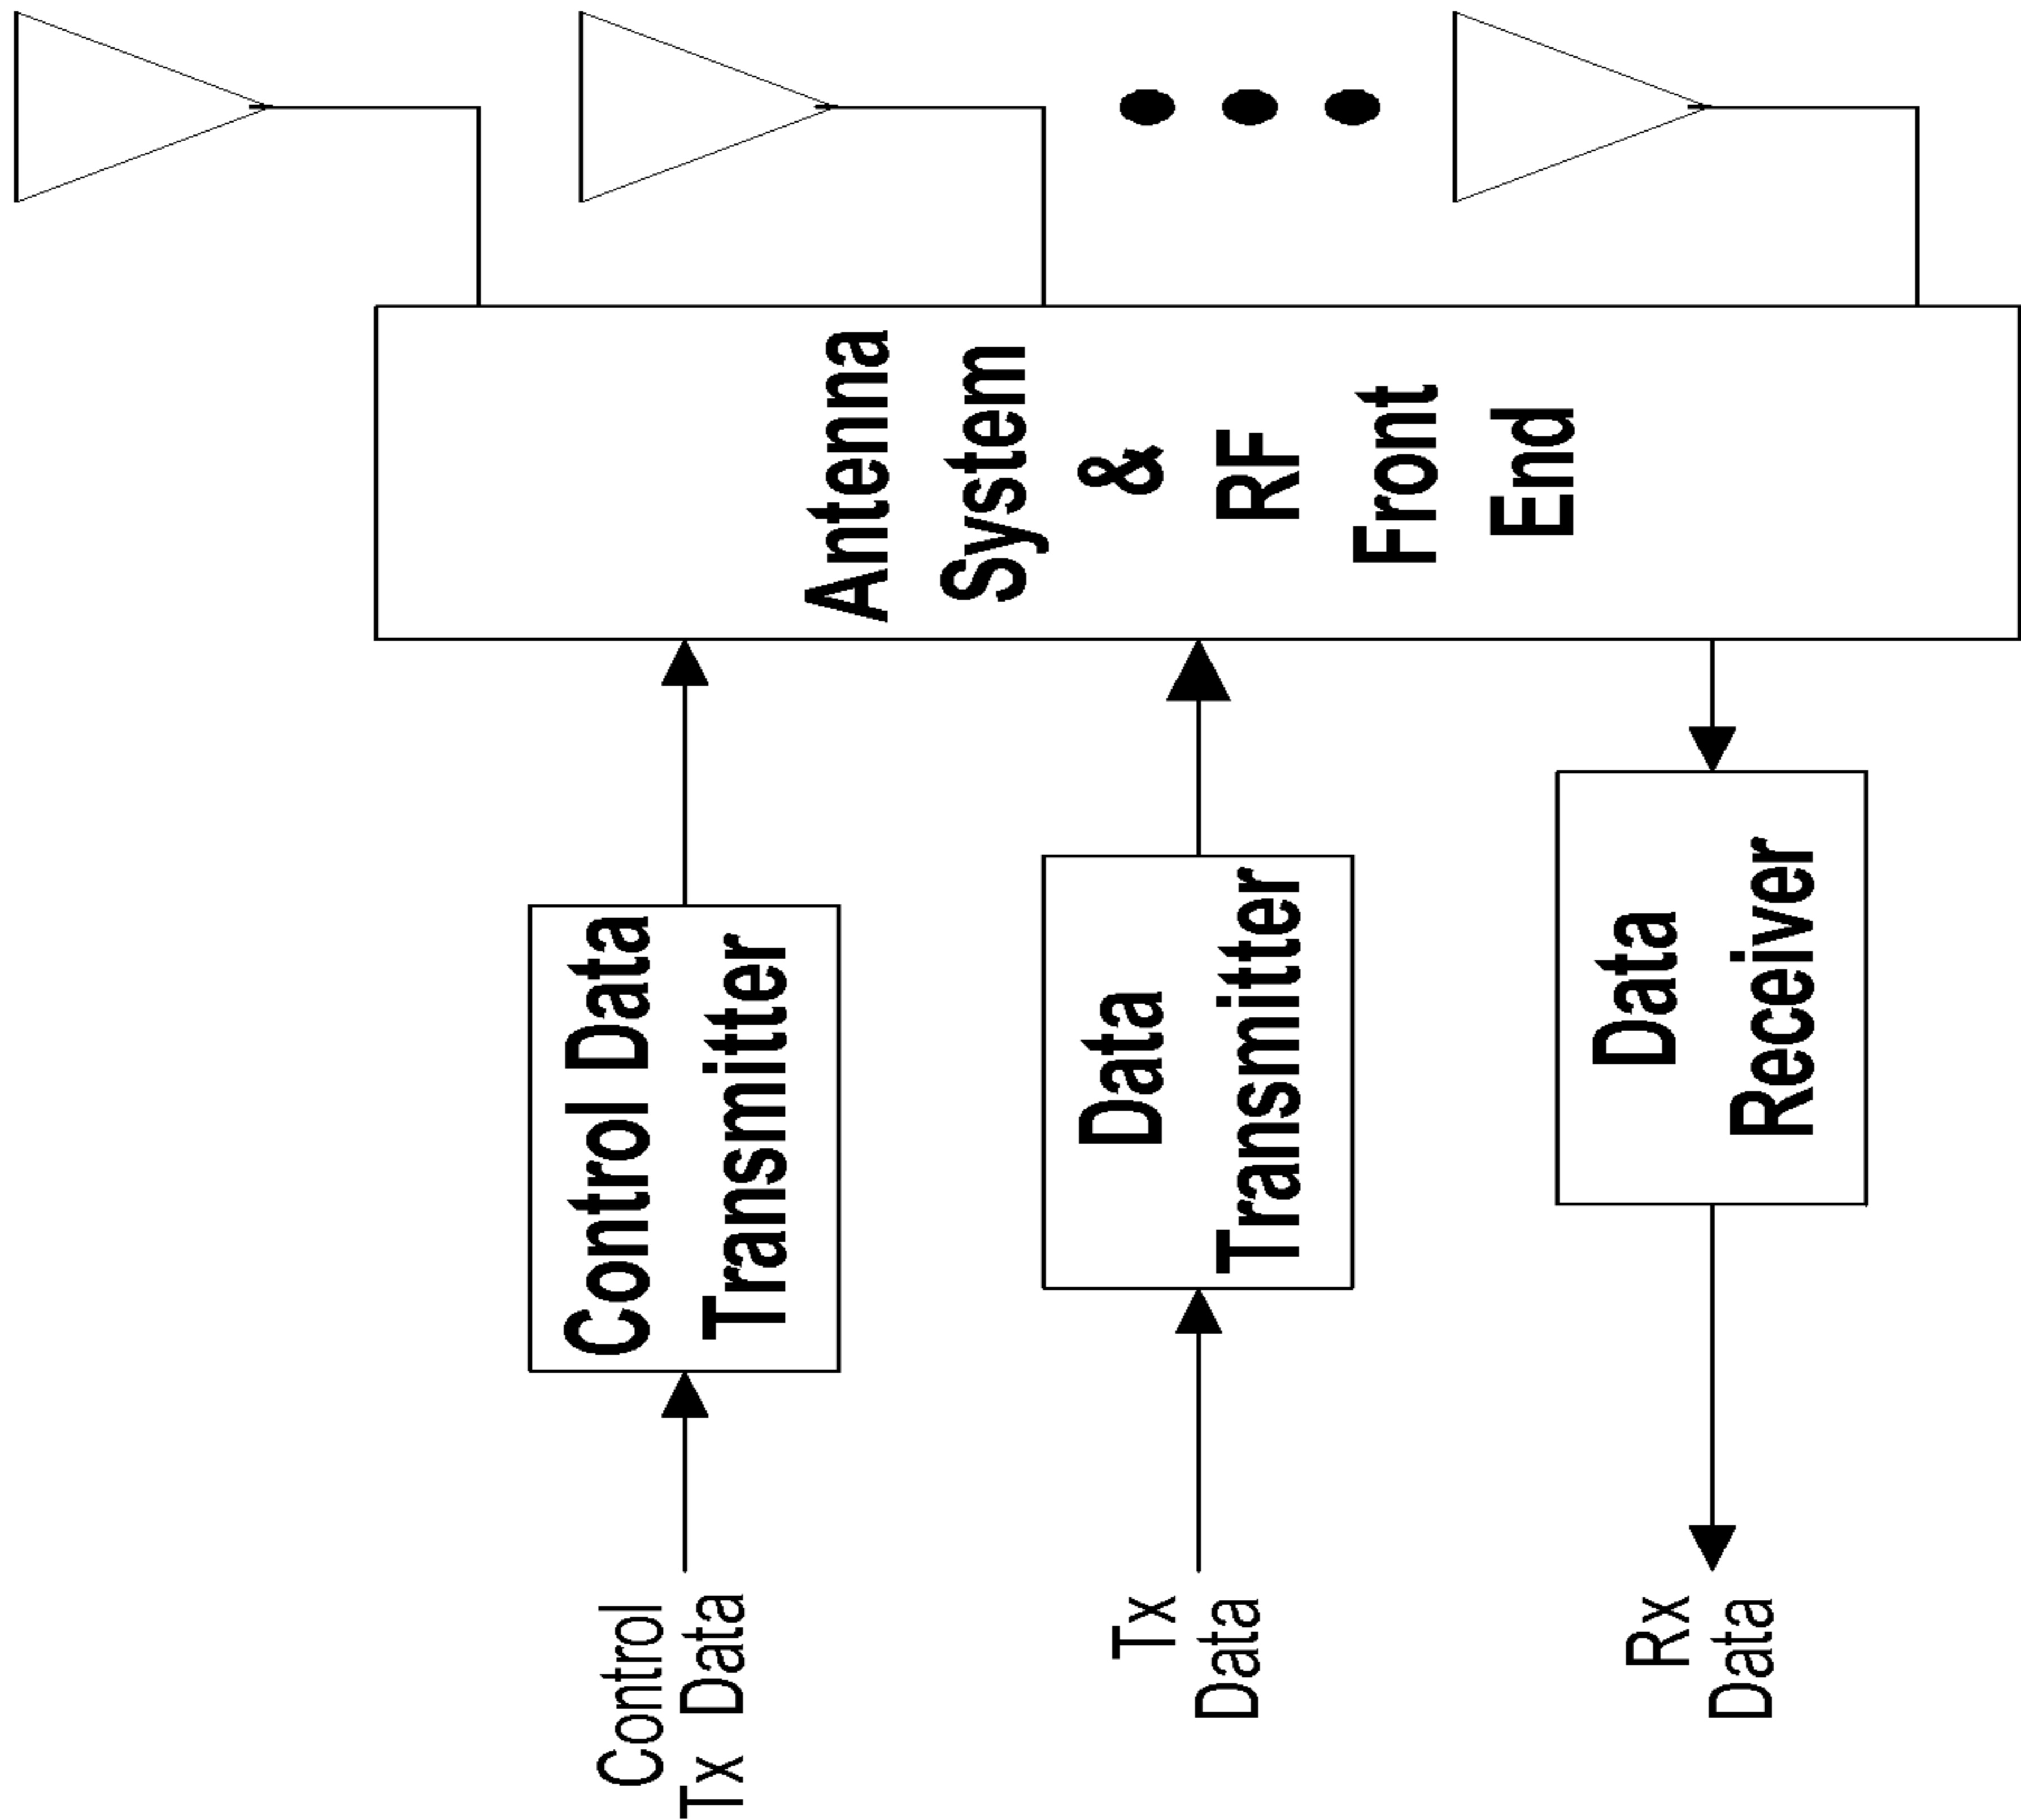 Control
Tx Data
Control Data
Transmitter
Tx
Data
Data
Transmitter
Rx
Data
Data
Receiver
Antenna
System
&
RF
Front
End